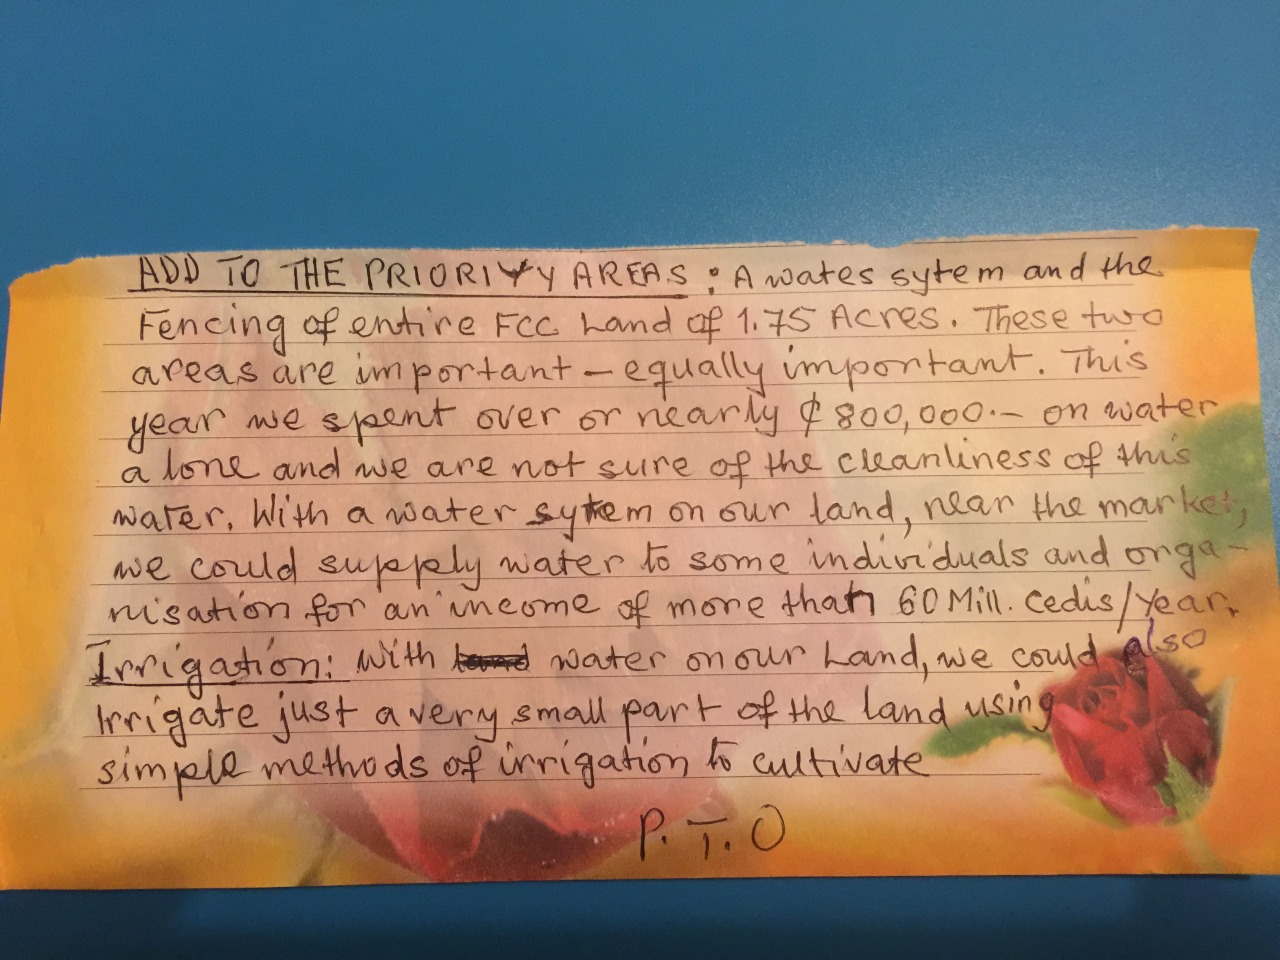 ADD TO THE PRIORITY AREAS: A wates sytem and the
Fencing of entire FCC Land of 1.75 Acres. These two
areas are important - equally important. This
year we spent over or nearly ₵ 800,000.- on water
alone and we are not sure of the cleanliness of this
water. With a water sytem on our land, near the market,
we could supply water to some individuals and orga-
nisation for an income of more than 60 Mill. Cedis/Year.
Irrigation: With water on our Land, we could also
Irrigate just a very small part of the land using
simple methods of irrigation to cultivate
P.T.O